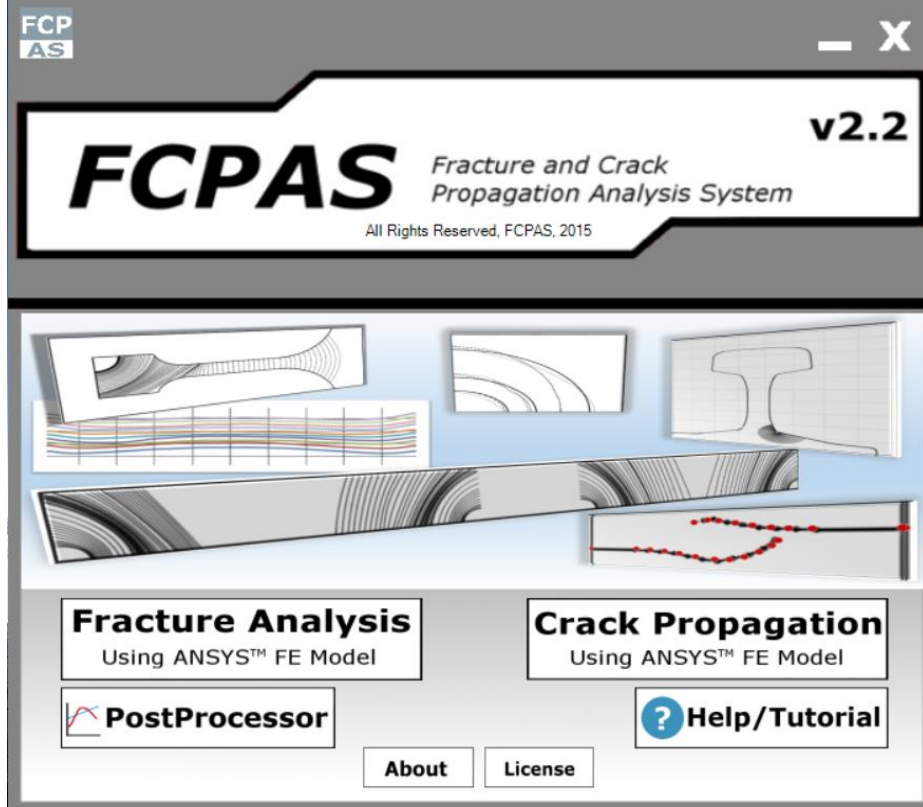 FCP
AS
X
v2.2
FCPAS
Fracture and Crack
Propagation Analysis System
All Rights Reserved, FCPAS, 2015
Fracture Analysis
Using ANSYS™ FE Model
Crack Propagation
Using ANSYS™ FE Model
PostProcessor
? Help/Tutorial
About
License